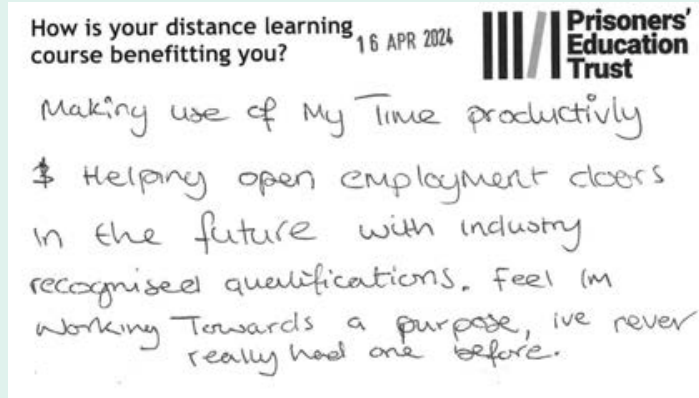 How is your distance learning
course benefitting you?
16 APR 2024
Prisoners'
Education
Trust
Making use of My Time productivly
& Helping open employment doors
in the future with industry
recognised qualifications. Feel im
Working Towards a purpose, ive never
really had one before.